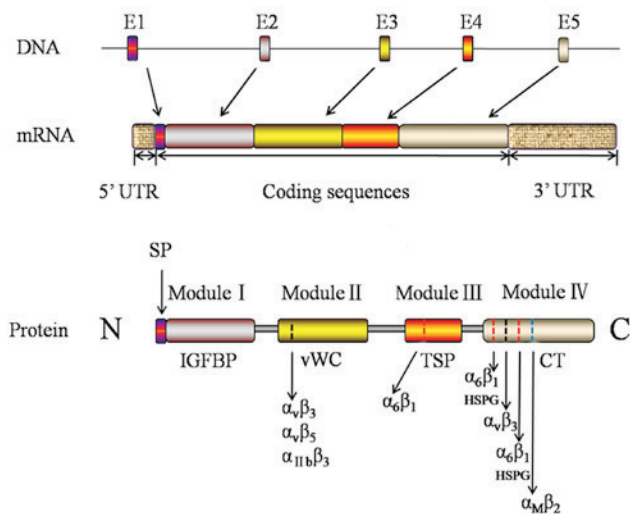 E1 E2 E3 E4 E5
DNA
mRNA
5’ UTR Coding sequences 3’ UTR
SP
Module I Module II Module III Module IV
Protein N C
IGFBP vWC TSP CT
α₆β₁
HSPG
α₆β₁
αᵥβ₃
αᵥβ₃
αᵥβ₅
α₆β₁
HSPG
αIIbβ₃
αMβ₂